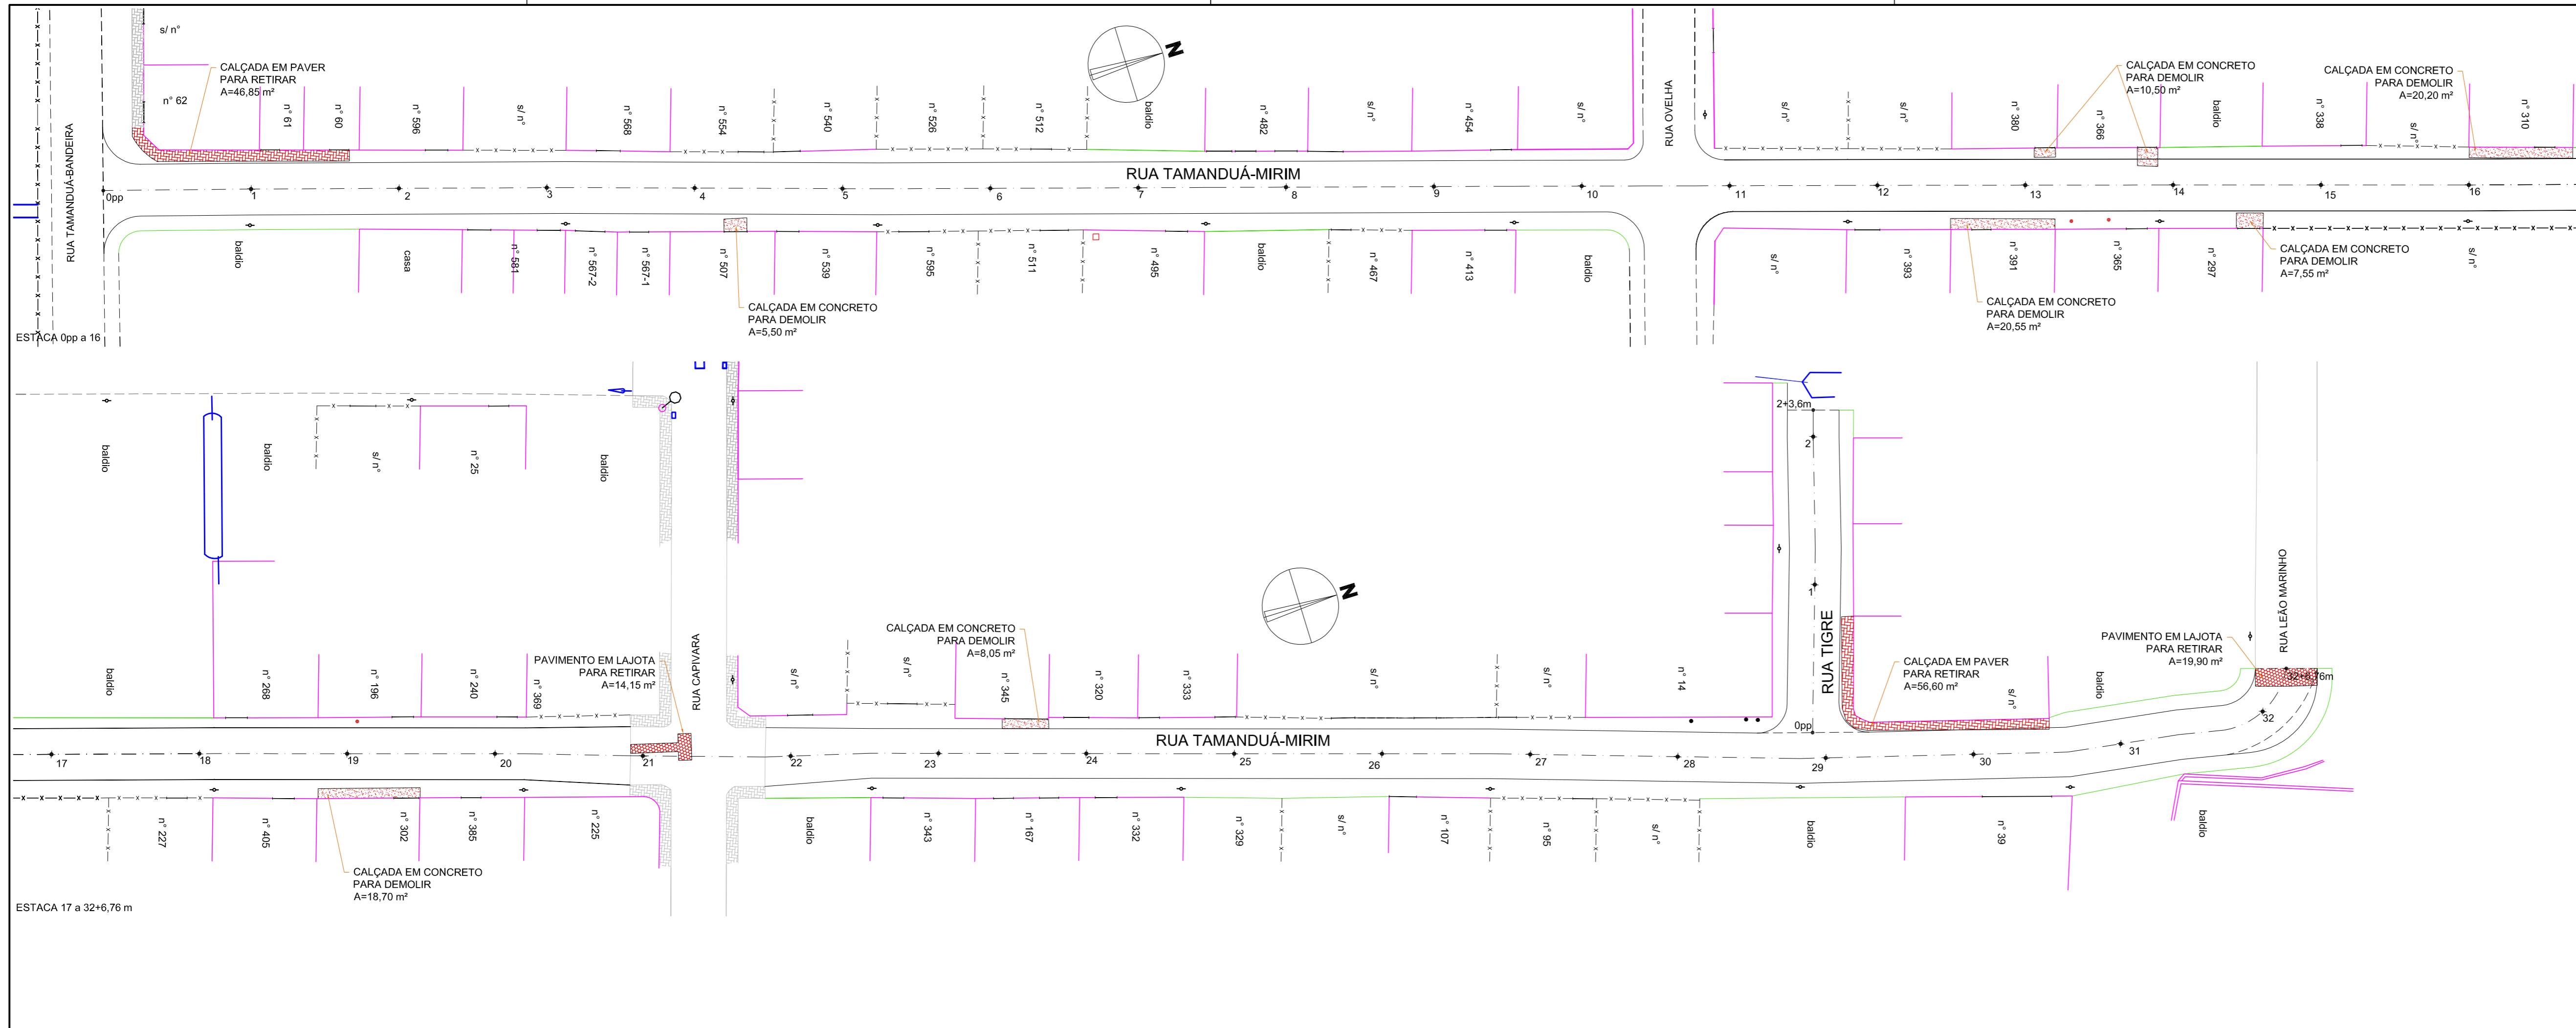 s/ n°
CALÇADA EM PAVER
PARA RETIRAR
A=46,85 m²
n° 62
n° 61
n° 60
n° 596
s/ n°
n° 568
n° 554
n° 540
n° 526
n° 512
baldio
N
n° 482
s/ n°
n° 454
s/ n°
RUA OVELHA
s/ n°
s/ n°
n° 380
n° 366
CALÇADA EM CONCRETO
PARA DEMOLIR
A=10,50 m²
baldio
n° 338
s/ n°
CALÇADA EM CONCRETO
PARA DEMOLIR
A=20,20 m²
n° 310
RUA TAMANDUÁ-BANDEIRA
RUA TAMANDUÁ-MIRIM
0pp
1
2
3
4
5
6
7
8
9
10
11
12
13
14
15
16
baldio
casa
n° 581
n° 567-2
n° 567-1
n° 507
n° 539
n° 595
n° 511
n° 495
baldio
n° 467
n° 413
baldio
s/ n°
n° 393
n° 391
n° 365
n° 297
s/ n°
CALÇADA EM CONCRETO
PARA DEMOLIR
A=5,50 m²
CALÇADA EM CONCRETO
PARA DEMOLIR
A=20,55 m²
CALÇADA EM CONCRETO
PARA DEMOLIR
A=7,55 m²
ESTACA 0pp a 16
baldio
baldio
s/ n°
n° 25
baldio
2+3,6m
2
1
RUA TIGRE
0pp
N
RUA LEÃO MARINHO
baldio
n° 268
n° 196
n° 240
n° 369
PAVIMENTO EM LAJOTA
PARA RETIRAR
A=14,15 m²
RUA CAPIVARA
s/ n°
s/ n°
CALÇADA EM CONCRETO
PARA DEMOLIR
A=8,05 m²
n° 345
n° 320
n° 333
s/ n°
s/ n°
n° 14
CALÇADA EM PAVER
PARA RETIRAR
A=56,60 m²
s/ n°
baldio
PAVIMENTO EM LAJOTA
PARA RETIRAR
A=19,90 m²
32+6,76m
RUA TAMANDUÁ-MIRIM
17
18
19
20
21
22
23
24
25
26
27
28
29
30
31
32
n° 227
n° 405
n° 302
n° 385
n° 225
baldio
n° 343
n° 167
n° 332
n° 329
s/ n°
n° 107
n° 95
s/ n°
baldio
n° 39
baldio
CALÇADA EM CONCRETO
PARA DEMOLIR
A=18,70 m²
ESTACA 17 a 32+6,76 m